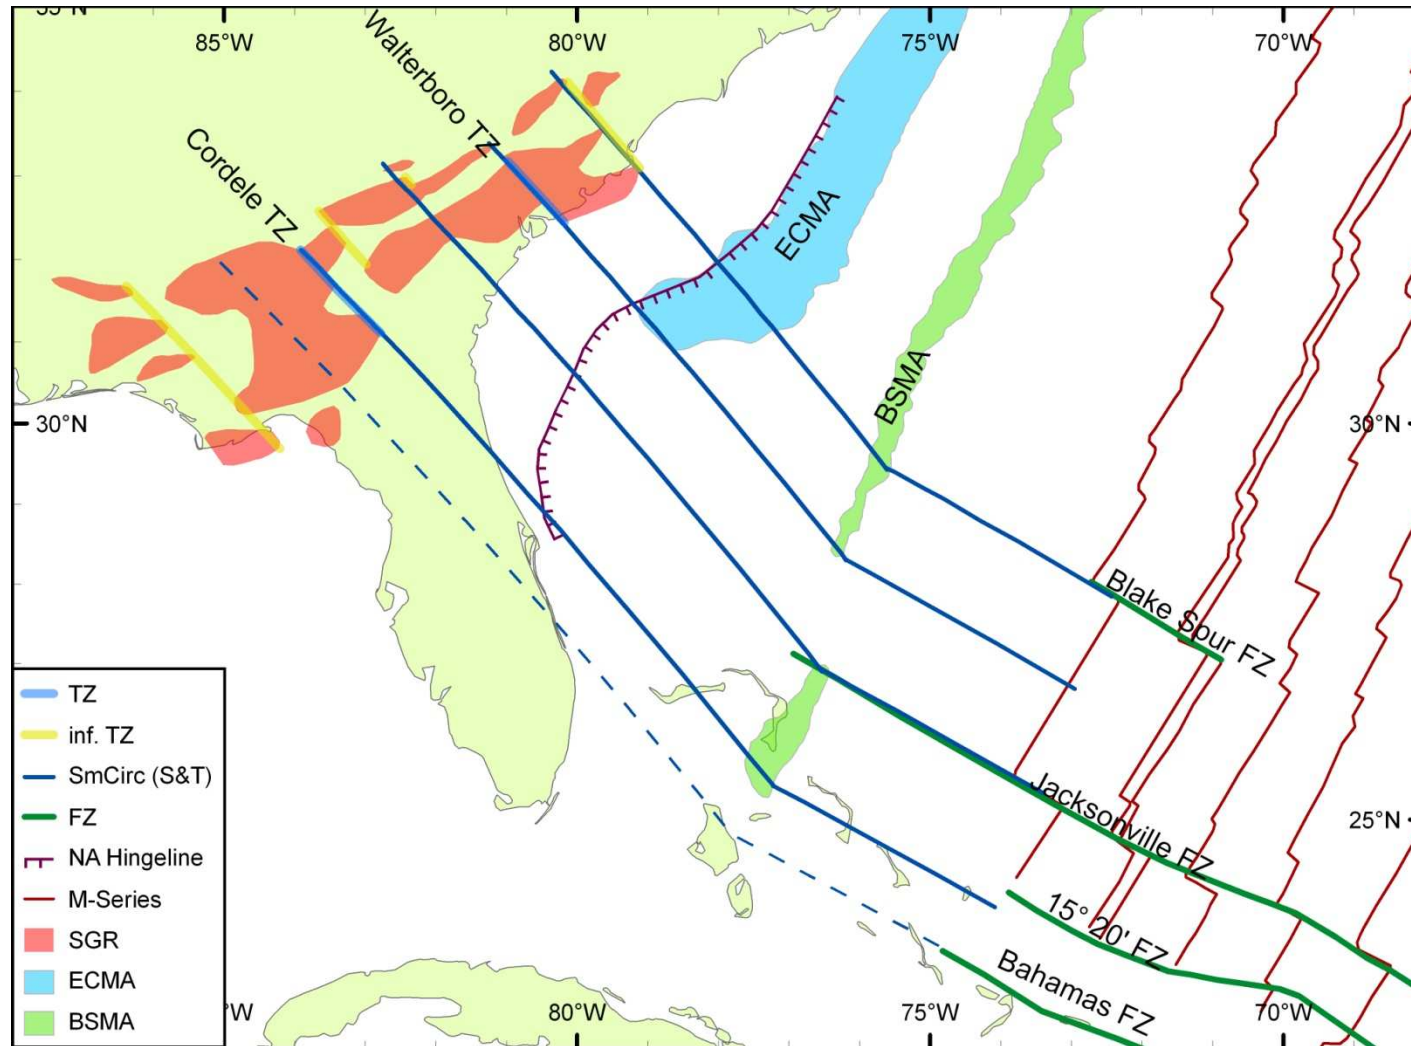 35°N
85°W
80°W
75°W
70°W
Walterboro TZ
Cordele TZ
ECMA
BSMA
30°N
30°N
Blake Spur FZ
Jacksonville FZ
25°N
15° 20' FZ
Bahamas FZ
TZ
inf. TZ
SmCirc (S&T)
FZ
NA Hingeline
M-Series
SGR
ECMA
BSMA
°W
80°W
75°W
70°W